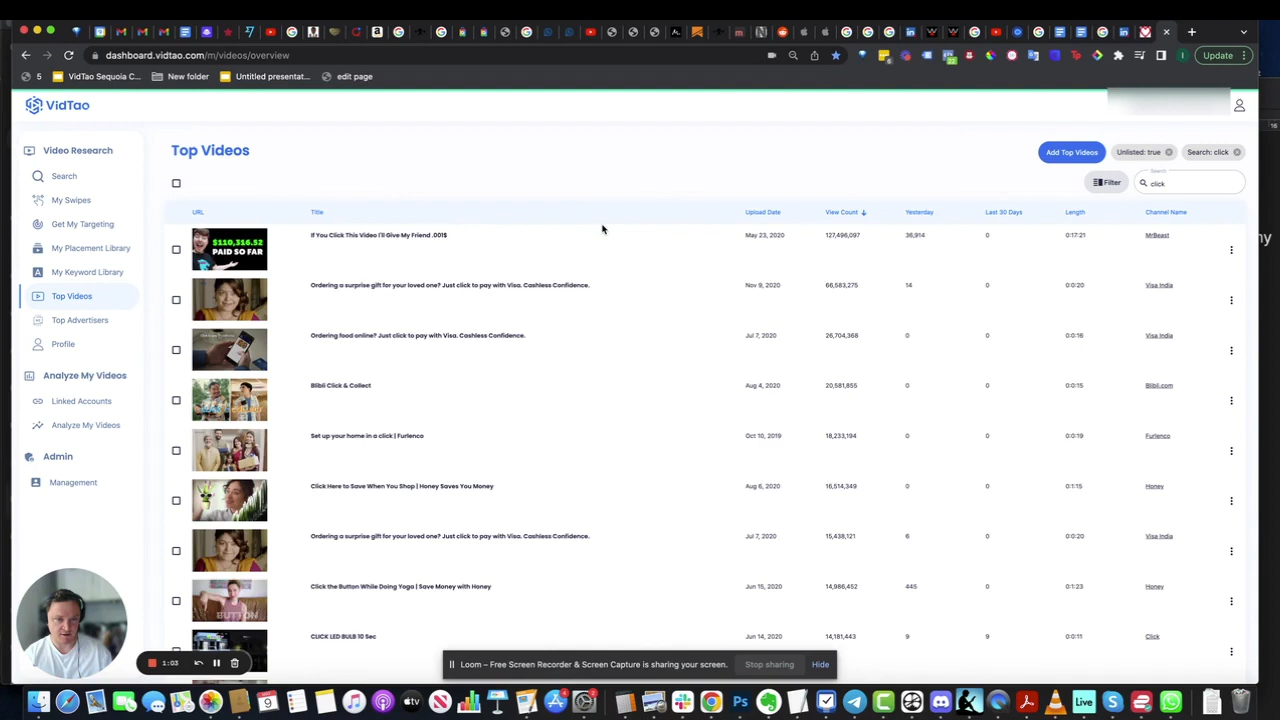 Update
dashboard.vidtao.com/m/videos/overview
5
VidTao Sequoia C...
New folder
Untitled presentat...
edit page
VidTao
Video Research
Search
My Swipes
Get My Targeting
My Placement Library
My Keyword Library
Top Videos
Top Advertisers
Profile
Analyze My Videos
Linked Accounts
Analyze My Videos
Admin
Management
Top Videos
Add Top Videos
Unlisted: true
Search: click
Filter
Search
click
URL Title Upload Date View Count Yesterday Last 30 Days Length Channel Name
$110,316.52
PAID SO FAR
If You Click This Video I'll Give My Friend .001$ May 23, 2020 127,496,097 36,914 0 0:17:21 MrBeast
Ordering a surprise gift for your loved one? Just click to pay with Visa. Cashless Confidence. Nov 9, 2020 66,583,275 14 0 0:0:20 Visa India
Ordering food online? Just click to pay with Visa. Cashless Confidence. Jul 7, 2020 26,704,368 0 0 0:0:16 Visa India
Blibli Click & Collect Aug 4, 2020 20,581,855 0 0 0:0:15 Blibli.com
Set up your home in a click | Furlenco Oct 10, 2019 18,233,194 0 0 0:0:19 Furlenco
Click Here to Save When You Shop | Honey Saves You Money Aug 6, 2020 16,514,349 0 0 0:1:15 Honey
Ordering a surprise gift for your loved one? Just click to pay with Visa. Cashless Confidence. Jul 7, 2020 15,438,121 6 0 0:0:20 Visa India
Click the Button While Doing Yoga | Save Money with Honey Jun 15, 2020 14,986,452 445 0 0:1:23 Honey
BUTTON
CLICK LED BULB 10 Sec Jun 14, 2020 14,181,443 9 9 0:0:11 Click
1:03
Loom – Free Screen Recorder & Screen Capture is sharing your screen.
Stop sharing
Hide